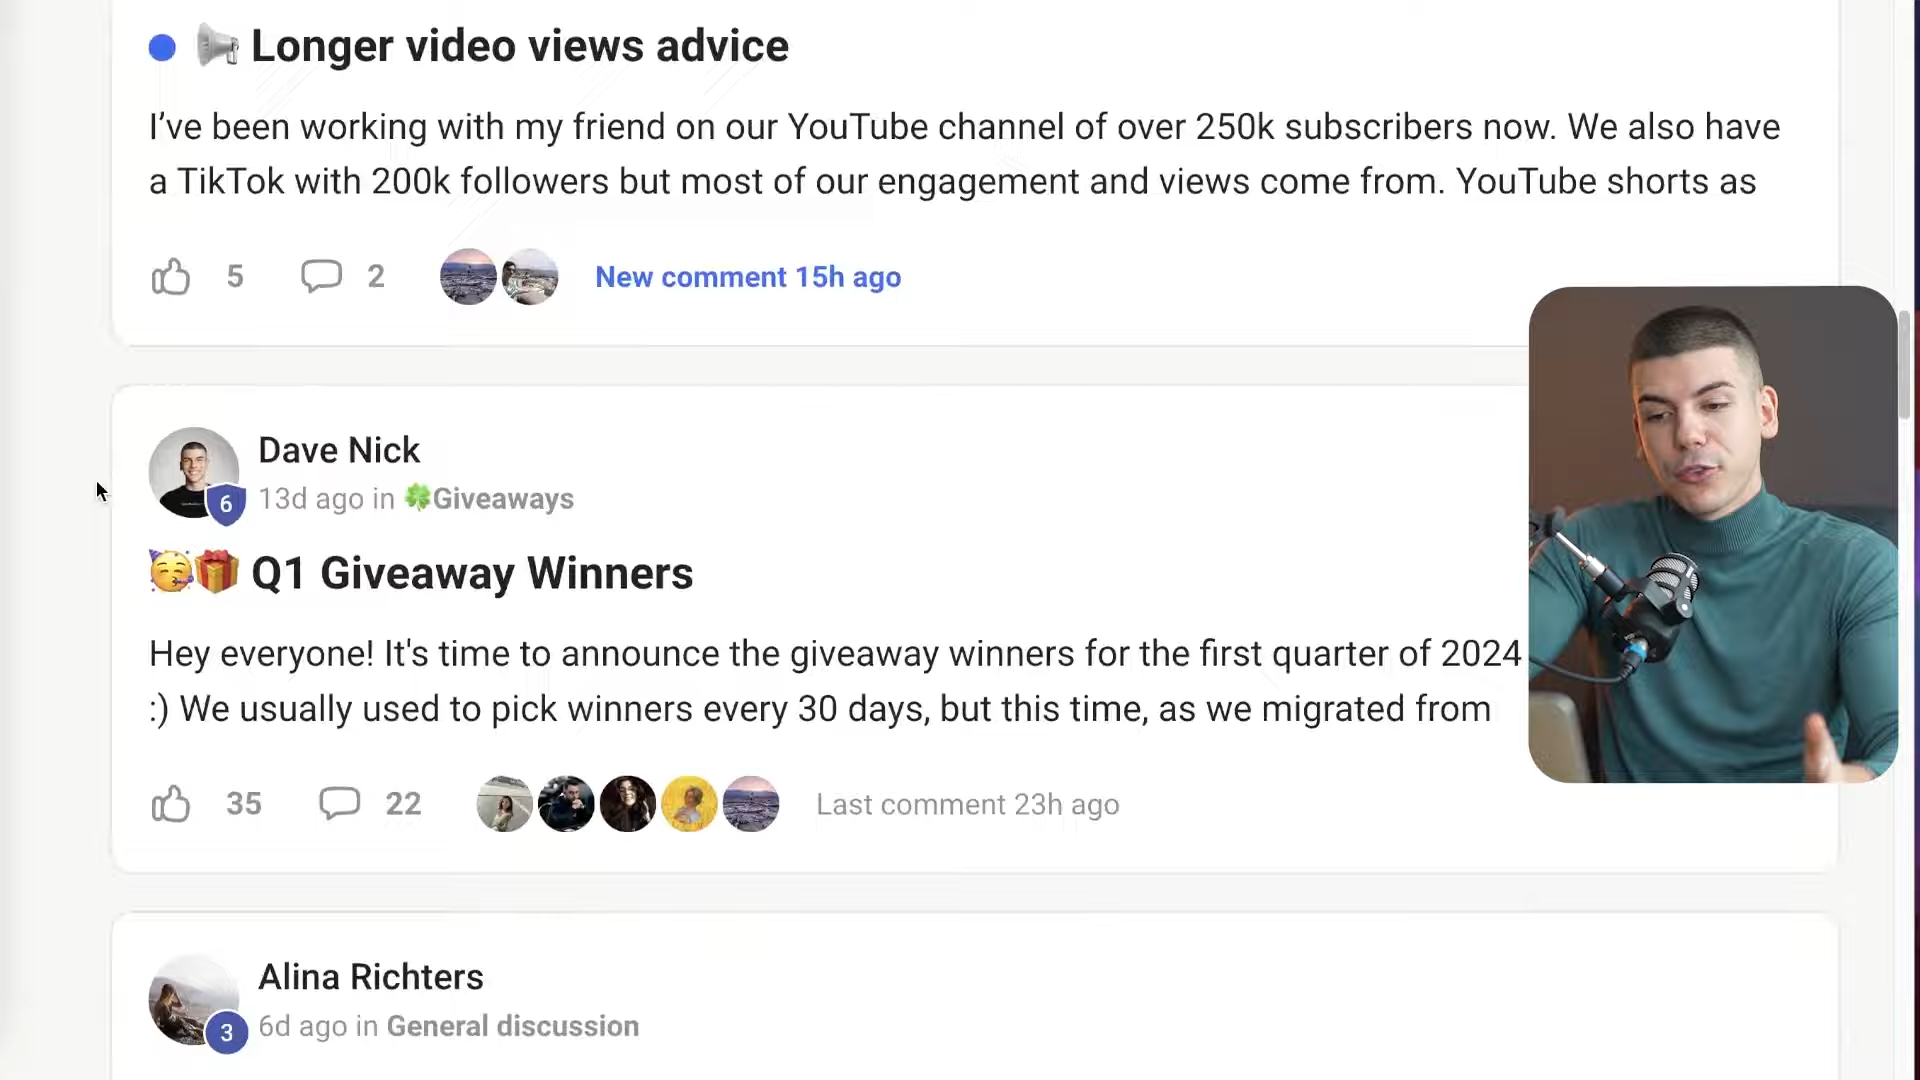 Longer video views advice
I’ve been working with my friend on our YouTube channel of over 250k subscribers now. We also have
a TikTok with 200k followers but most of our engagement and views come from. YouTube shorts as
5 2 New comment 15h ago
Dave Nick
6 13d ago in 🍀Giveaways
🥳🎁 Q1 Giveaway Winners
Hey everyone! It's time to announce the giveaway winners for the first quarter of 2024
:) We usually used to pick winners every 30 days, but this time, as we migrated from
35 22 Last comment 23h ago
Alina Richters
3 6d ago in General discussion